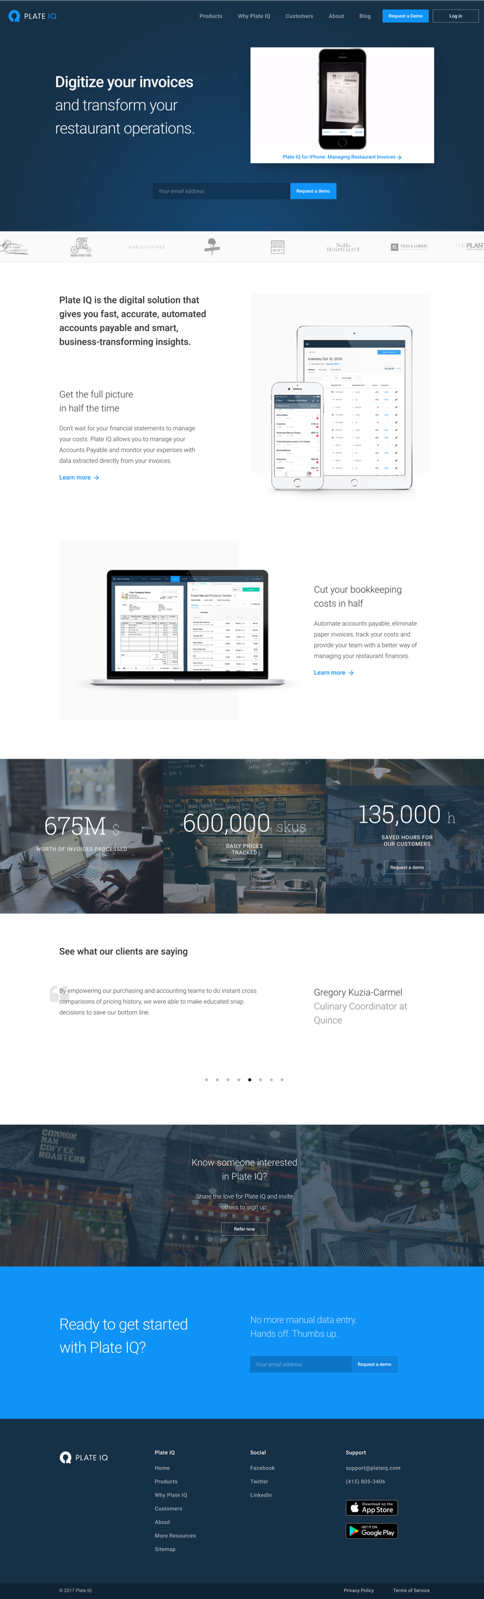 PLATE IQ
Products
Why Plate IQ
Customers
About
Blog
Request a Demo
Log in
Digitize your invoices
and transform your
restaurant operations.
Plate IQ for iPhone: Managing Restaurant Invoices →
Your email address
Request a demo
NoHo
HOSPITALITY
THE PLANT
Plate IQ is the digital solution that
gives you fast, accurate, automated
accounts payable and smart,
business-transforming insights.
Get the full picture
in half the time
Don't wait for your financial statements to manage
your costs. Plate IQ allows you to manage your
Accounts Payable and monitor your expenses with
data extracted directly from your invoices.
Learn more →
Inventory Oct 10, 2016
Cut your bookkeeping
costs in half
Automate accounts payable, eliminate
paper invoices, track your costs and
provide your team with a better way of
managing your restaurant finances.
Learn more →
675M $
WORTH OF INVOICES PROCESSED
600,000 skus
DAILY PRICES
TRACKED
135,000 h
SAVED HOURS FOR
OUR CUSTOMERS
Request a demo
See what our clients are saying
By empowering our purchasing and accounting teams to do instant cross
comparisons of pricing history, we were able to make educated snap
decisions to save our bottom line.
Gregory Kuzia-Carmel
Culinary Coordinator at
Quince
COMMON
MAN
COFFEE
ROASTERS
Know someone interested
in Plate IQ?
Share the love for Plate IQ and invite
others to sign up
Refer now
Ready to get started
with Plate IQ?
No more manual data entry.
Hands off. Thumbs up.
Your email address
Request a demo
PLATE IQ
Plate IQ
Home
Products
Why Plate IQ
Customers
About
More Resources
Sitemap
Social
Facebook
Twitter
LinkedIn
Support
support@plateiq.com
(415) 805-3406
Download on the
App Store
GET IT ON
Google Play
© 2017 Plate IQ
Privacy Policy
Terms of Service